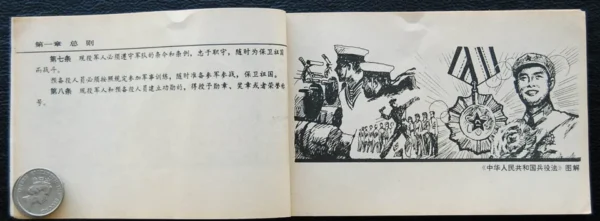 第一章 总则
第七条 现役军人必须遵守军队的条令和条例，忠于职守，随时为保卫祖国
而战斗。
预备役人员必须按照规定参加军事训练，随时准备参军参战，保卫祖国。
第八条 现役军人和预备役人员建立功勋的，得授予勋章、奖章或者荣誉称
号。
《中华人民共和国兵役法》图解